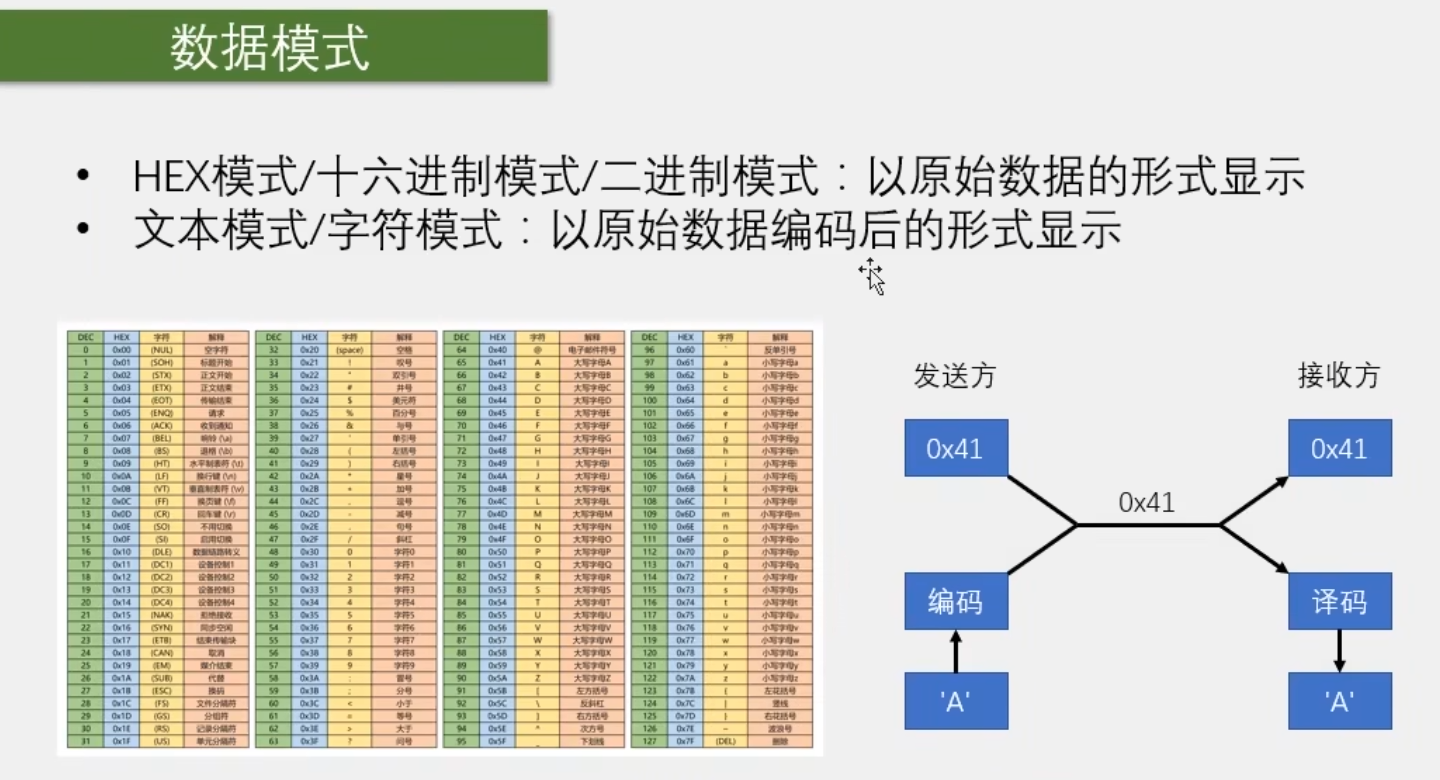 数据模式
• HEX模式/十六进制模式/二进制模式：以原始数据的形式显示
• 文本模式/字符模式：以原始数据编码后的形式显示
DEC HEX 字符 解释 DEC HEX 字符 解释 DEC HEX 字符 解释 DEC HEX 字符 解释
0 0x00 (NUL) 空字符 32 0x20 (space) 空格 64 0x40 @ 电子邮件符号 96 0x60 ` 反单引号
1 0x01 (SOH) 标题开始 33 0x21 ! 叹号 65 0x41 A 大写字母A 97 0x61 a 小写字母a
2 0x02 (STX) 正文开始 34 0x22 " 双引号 66 0x42 B 大写字母B 98 0x62 b 小写字母b
3 0x03 (ETX) 正文结束 35 0x23 # 井号 67 0x43 C 大写字母C 99 0x63 c 小写字母c
4 0x04 (EOT) 传输结束 36 0x24 $ 美元符 68 0x44 D 大写字母D 100 0x64 d 小写字母d
5 0x05 (ENQ) 请求 37 0x25 % 百分号 69 0x45 E 大写字母E 101 0x65 e 小写字母e
6 0x06 (ACK) 收到通知 38 0x26 & 与号 70 0x46 F 大写字母F 102 0x66 f 小写字母f
7 0x07 (BEL) 响铃 (\a) 39 0x27 ' 单引号 71 0x47 G 大写字母G 103 0x67 g 小写字母g
8 0x08 (BS) 退格 (\b) 40 0x28 ( 左括号 72 0x48 H 大写字母H 104 0x68 h 小写字母h
9 0x09 (HT) 水平制表符 (\t) 41 0x29 ) 右括号 73 0x49 I 大写字母I 105 0x69 i 小写字母i
10 0x0A (LF) 换行键 (\n) 42 0x2A * 星号 74 0x4A J 大写字母J 106 0x6A j 小写字母j
11 0x0B (VT) 垂直制表符 (\v) 43 0x2B + 加号 75 0x4B K 大写字母K 107 0x6B k 小写字母k
12 0x0C (FF) 换页键 (\f) 44 0x2C , 逗号 76 0x4C L 大写字母L 108 0x6C l 小写字母l
13 0x0D (CR) 回车键 (\r) 45 0x2D - 减号 77 0x4D M 大写字母M 109 0x6D m 小写字母m
14 0x0E (SO) 不用切换 46 0x2E . 句号 78 0x4E N 大写字母N 110 0x6E n 小写字母n
15 0x0F (SI) 启用切换 47 0x2F / 斜杠 79 0x4F O 大写字母O 111 0x6F o 小写字母o
16 0x10 (DLE) 数据链路转义 48 0x30 0 字符0 80 0x50 P 大写字母P 112 0x70 p 小写字母p
17 0x11 (DC1) 设备控制1 49 0x31 1 字符1 81 0x51 Q 大写字母Q 113 0x71 q 小写字母q
18 0x12 (DC2) 设备控制2 50 0x32 2 字符2 82 0x52 R 大写字母R 114 0x72 r 小写字母r
19 0x13 (DC3) 设备控制3 51 0x33 3 字符3 83 0x53 S 大写字母S 115 0x73 s 小写字母s
20 0x14 (DC4) 设备控制4 52 0x34 4 字符4 84 0x54 T 大写字母T 116 0x74 t 小写字母t
21 0x15 (NAK) 拒绝接收 53 0x35 5 字符5 85 0x55 U 大写字母U 117 0x75 u 小写字母u
22 0x16 (SYN) 同步空闲 54 0x36 6 字符6 86 0x56 V 大写字母V 118 0x76 v 小写字母v
23 0x17 (ETB) 结束传输块 55 0x37 7 字符7 87 0x57 W 大写字母W 119 0x77 w 小写字母w
24 0x18 (CAN) 取消 56 0x38 8 字符8 88 0x58 X 大写字母X 120 0x78 x 小写字母x
25 0x19 (EM) 媒介结束 57 0x39 9 字符9 89 0x59 Y 大写字母Y 121 0x79 y 小写字母y
26 0x1A (SUB) 代替 58 0x3A : 冒号 90 0x5A Z 大写字母Z 122 0x7A z 小写字母z
27 0x1B (ESC) 换码 59 0x3B ; 分号 91 0x5B [ 左方括号 123 0x7B { 左花括号
28 0x1C (FS) 文件分隔符 60 0x3C < 小于 92 0x5C \ 反斜杠 124 0x7C | 竖线
29 0x1D (GS) 分组符 61 0x3D = 等号 93 0x5D ] 右方括号 125 0x7D } 右花括号
30 0x1E (RS) 记录分隔符 62 0x3E > 大于 94 0x5E ^ 次方号 126 0x7E ~ 波浪号
31 0x1F (US) 单元分隔符 63 0x3F ? 问号 95 0x5F _ 下划线 127 0x7F (DEL) 删除
发送方 接收方
0x41 0x41
0x41
编码 译码
'A' 'A'